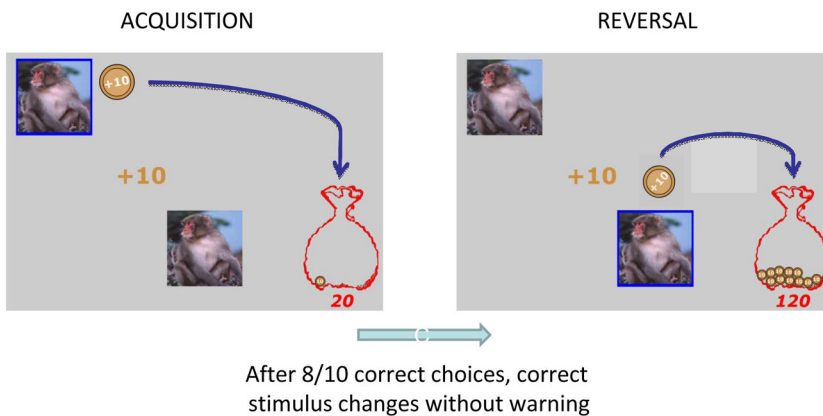 ACQUISITION
REVERSAL
+10
+10
20
+10
+10
120
After 8/10 correct choices, correct
stimulus changes without warning